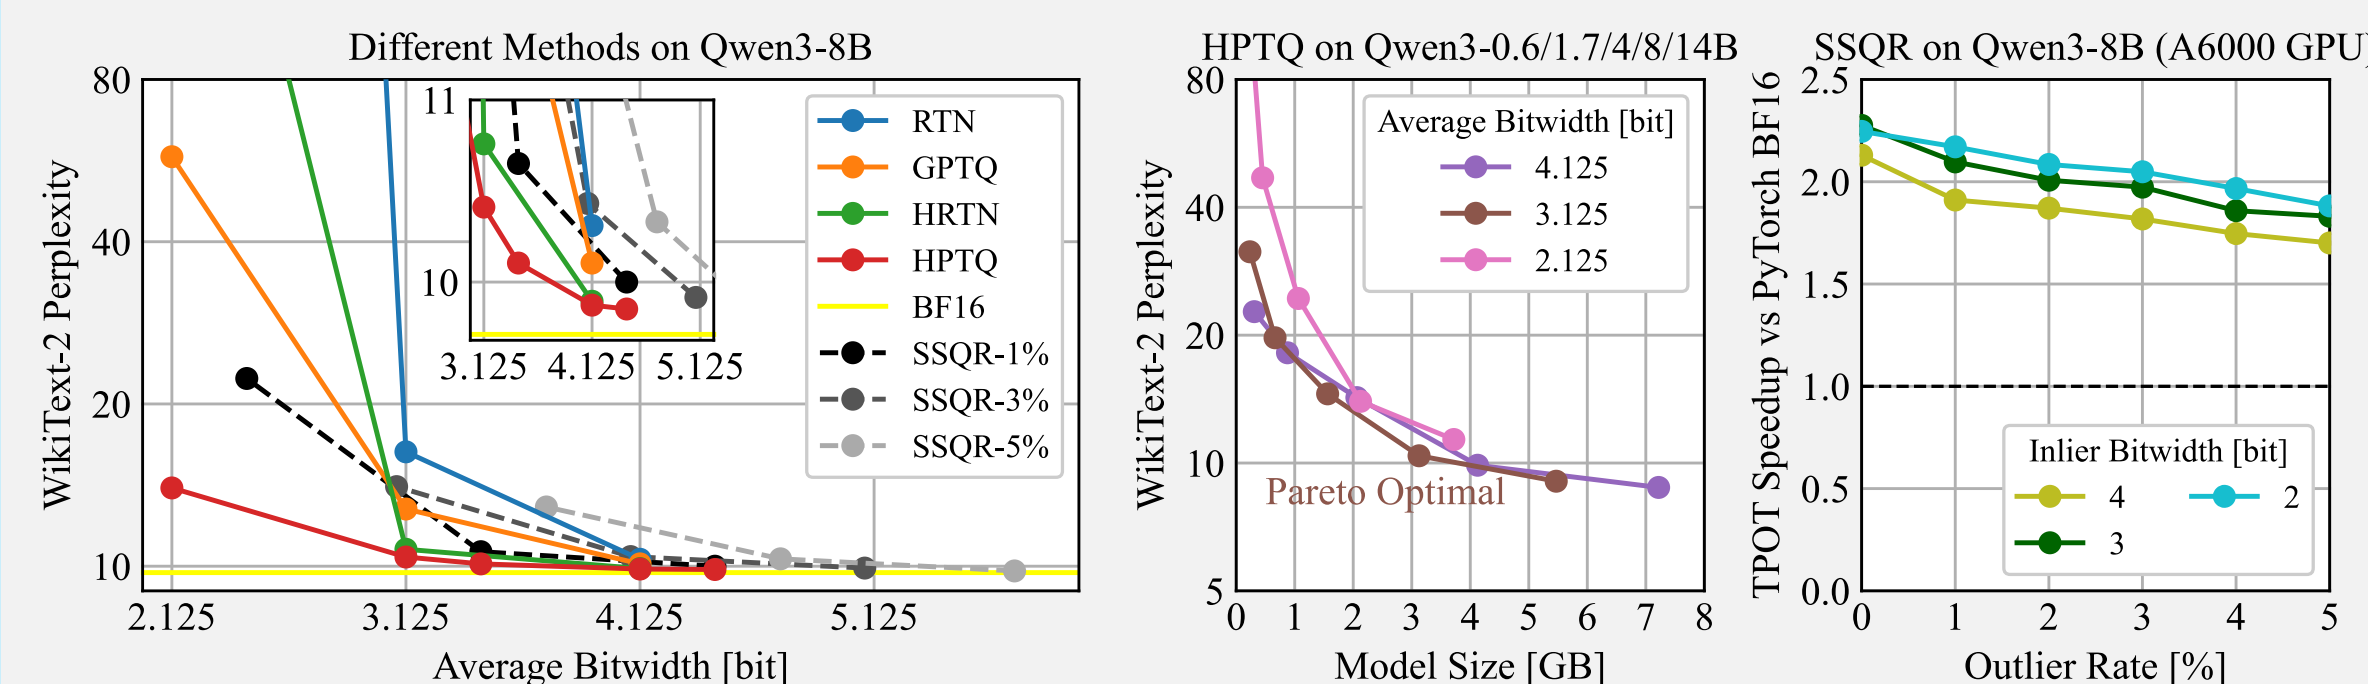 Different Methods on Qwen3-8B
WikiText-2 Perplexity
80
40
20
10
2.125
3.125
4.125
5.125
Average Bitwidth [bit]
11
10
3.125
4.125
5.125
RTN
GPTQ
HRTN
HPTQ
BF16
SSQR-1%
SSQR-3%
SSQR-5%
HPTQ on Qwen3-0.6/1.7/4/8/14B
WikiText-2 Perplexity
80
40
20
10
5
0
1
2
3
4
5
6
7
8
Model Size [GB]
Average Bitwidth [bit]
4.125
3.125
2.125
Pareto Optimal
SSQR on Qwen3-8B (A6000 GPU)
TPOT Speedup vs PyTorch BF16
2.5
2.0
1.5
1.0
0.5
0.0
0
1
2
3
4
5
Outlier Rate [%]
Inlier Bitwidth [bit]
4
3
2